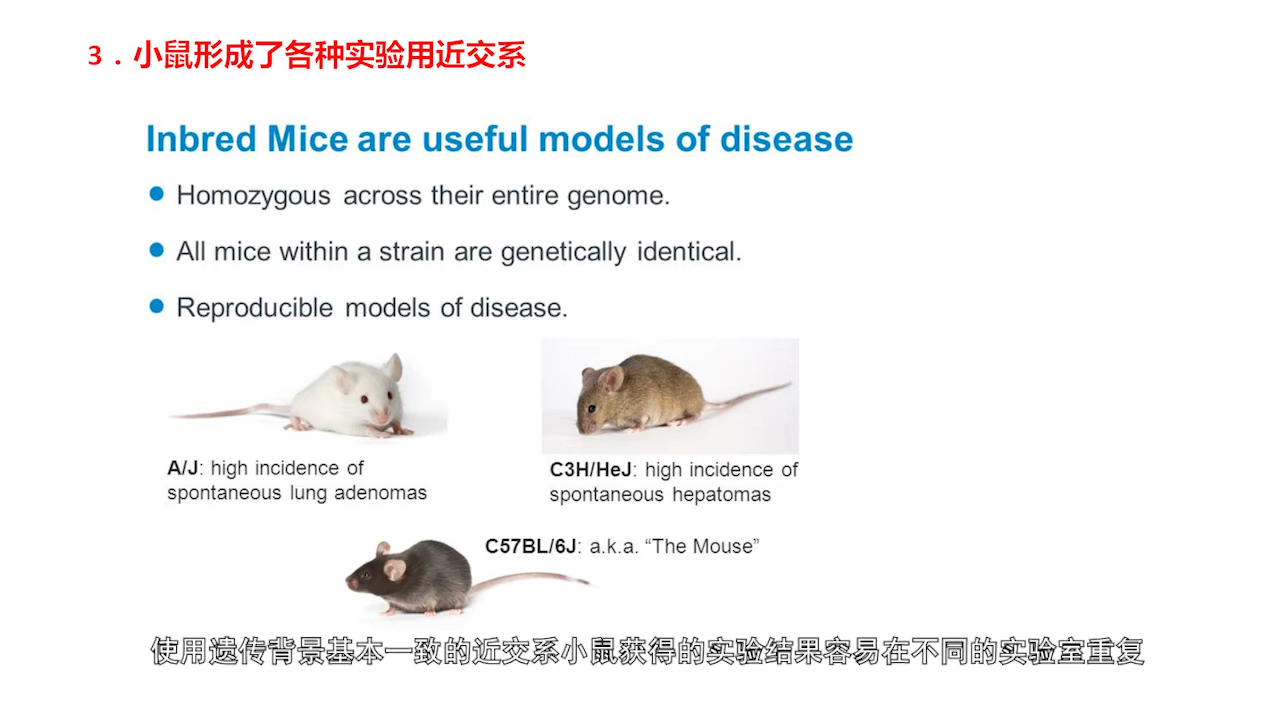 3．小鼠形成了各种实验用近交系
Inbred Mice are useful models of disease
Homozygous across their entire genome.
All mice within a strain are genetically identical.
Reproducible models of disease.
A/J: high incidence of
spontaneous lung adenomas
C3H/HeJ: high incidence of
spontaneous hepatomas
C57BL/6J: a.k.a. “The Mouse”
使用遗传背景基本一致的近交系小鼠获得的实验结果容易在不同的实验室重复